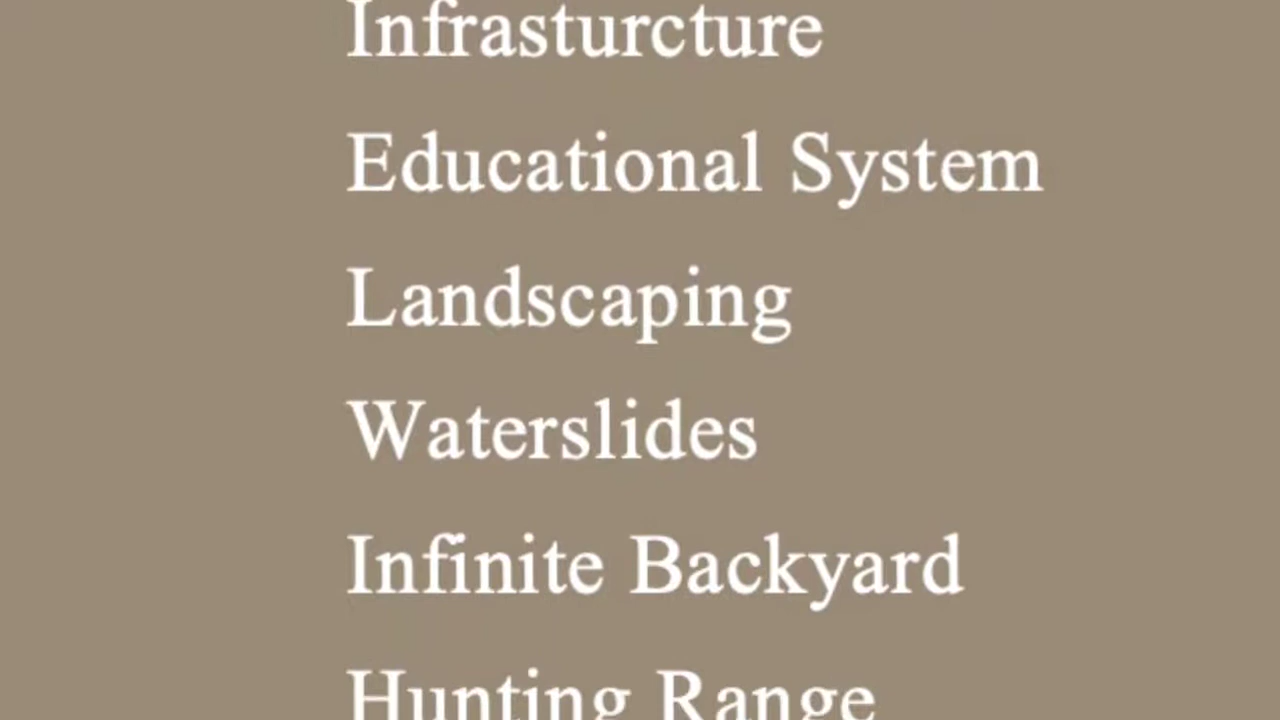 Infrasturcture
Educational System
Landscaping
Waterslides
Infinite Backyard
Hunting Range